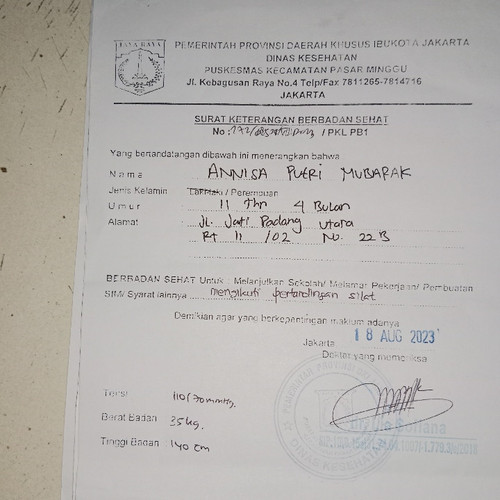 JAYA RAYA
PEMERINTAH PROVINSI DAERAH KHUSUS IBUKOTA JAKARTA
DINAS KESEHATAN
PUSKESMAS KECAMATAN PASAR MINGGU
Jl. Kebagusan Raya No.4 Telp/Fax 7811265-7814716
JAKARTA
SURAT KETERANGAN BERBADAN SEHAT
No : / PKL PB1
Yang bertandatangan dibawah ini menerangkan bahwa
Nama ANNISA PUTRI MUBARAK
Jenis Kelamin Laki-laki / Perempuan
Umur 11 Thn 4 Bulan
Alamat Jl. Jati Padang Utara
Rt 11 /02 No. 22B
BERBADAN SEHAT Untuk : Melanjutkan Sekolah/ Melamar Pekerjaan/ Pembuatan
SIM/ Syarat lainnya mengikuti pertandingan silat
Demikian agar yang berkepentingan maklum adanya
Jakarta 18 AUG 2023
Dokter yang memeriksa
Tensi 110/70 mmHg.
Berat Badan 35 kg.
Tinggi Badan 140 cm